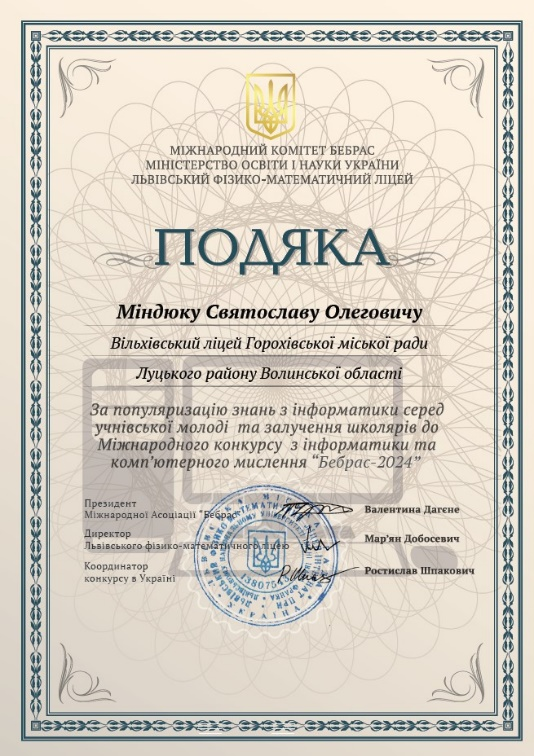 МІЖНАРОДНИЙ КОМІТЕТ БЕБРАС
МІНІСТЕРСТВО ОСВІТИ І НАУКИ УКРАЇНИ
ЛЬВІВСЬКИЙ ФІЗИКО-МАТЕМАТИЧНИЙ ЛІЦЕЙ
ПОДЯКА
Міндюку Святославу Олеговичу
Вільхівський ліцей Горохівської міської ради
Луцького району Волинської області
За популяризацію знань з інформатики серед
учнівської молоді та залучення школярів до
Міжнародного конкурсу з інформатики та
комп'ютерного мислення “Бебрас-2024”
Президент
Міжнародної Асоціації “Бебрас”
Валентина Дагєне
Директор
Львівського фізико-математичного ліцею
Мар'ян Добосевич
Координатор
конкурсу в Україні
Ростислав Шпакович